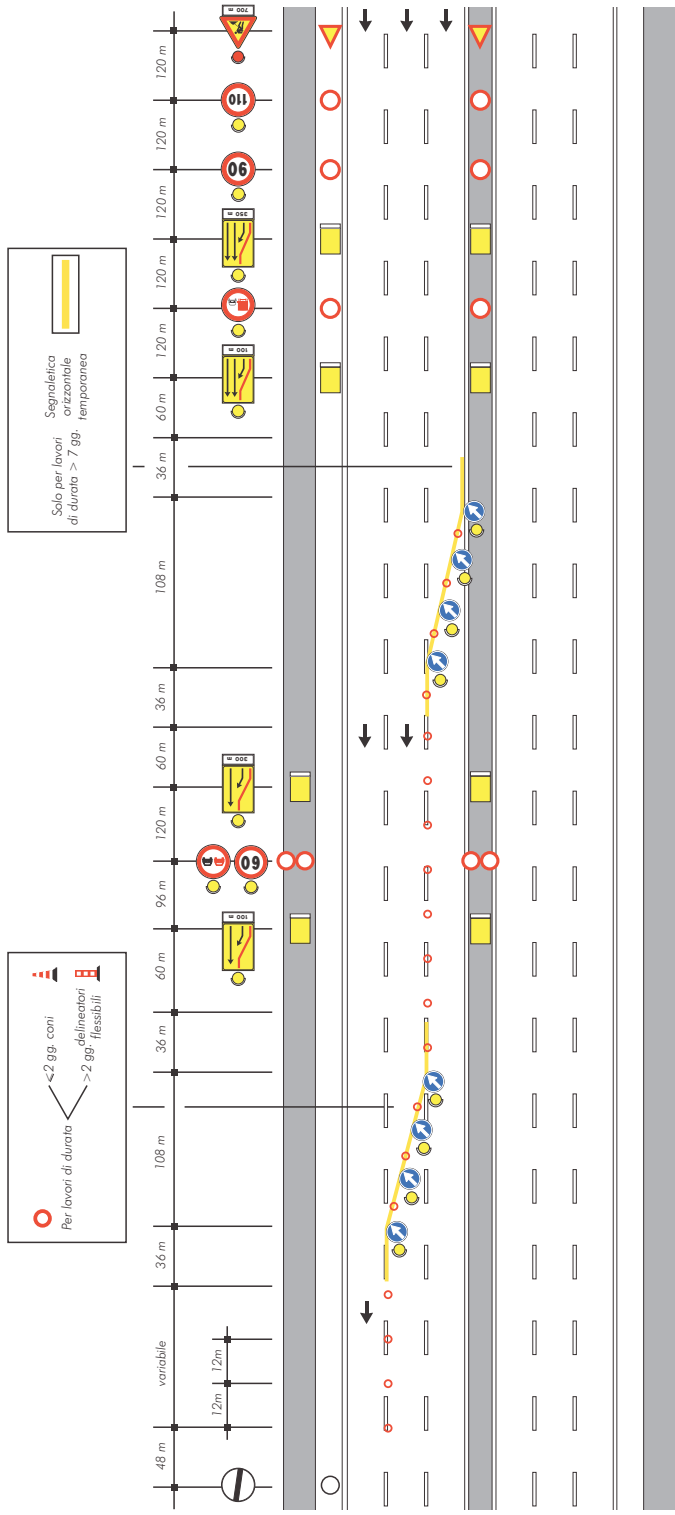 700 m
120 m
110
120 m
90
120 m
350 m
120 m
120 m
100 m
60 m
36 m
Solo per lavori
di durata > 7 gg.
Segnaletica
orizzontale
temporanea
108 m
36 m
60 m
300 m
120 m
60
96 m
100 m
60 m
36 m
Per lavori di durata
<2 gg. coni
>2 gg. delineatori
flessibili
108 m
36 m
variabile
12m
12m
48 m